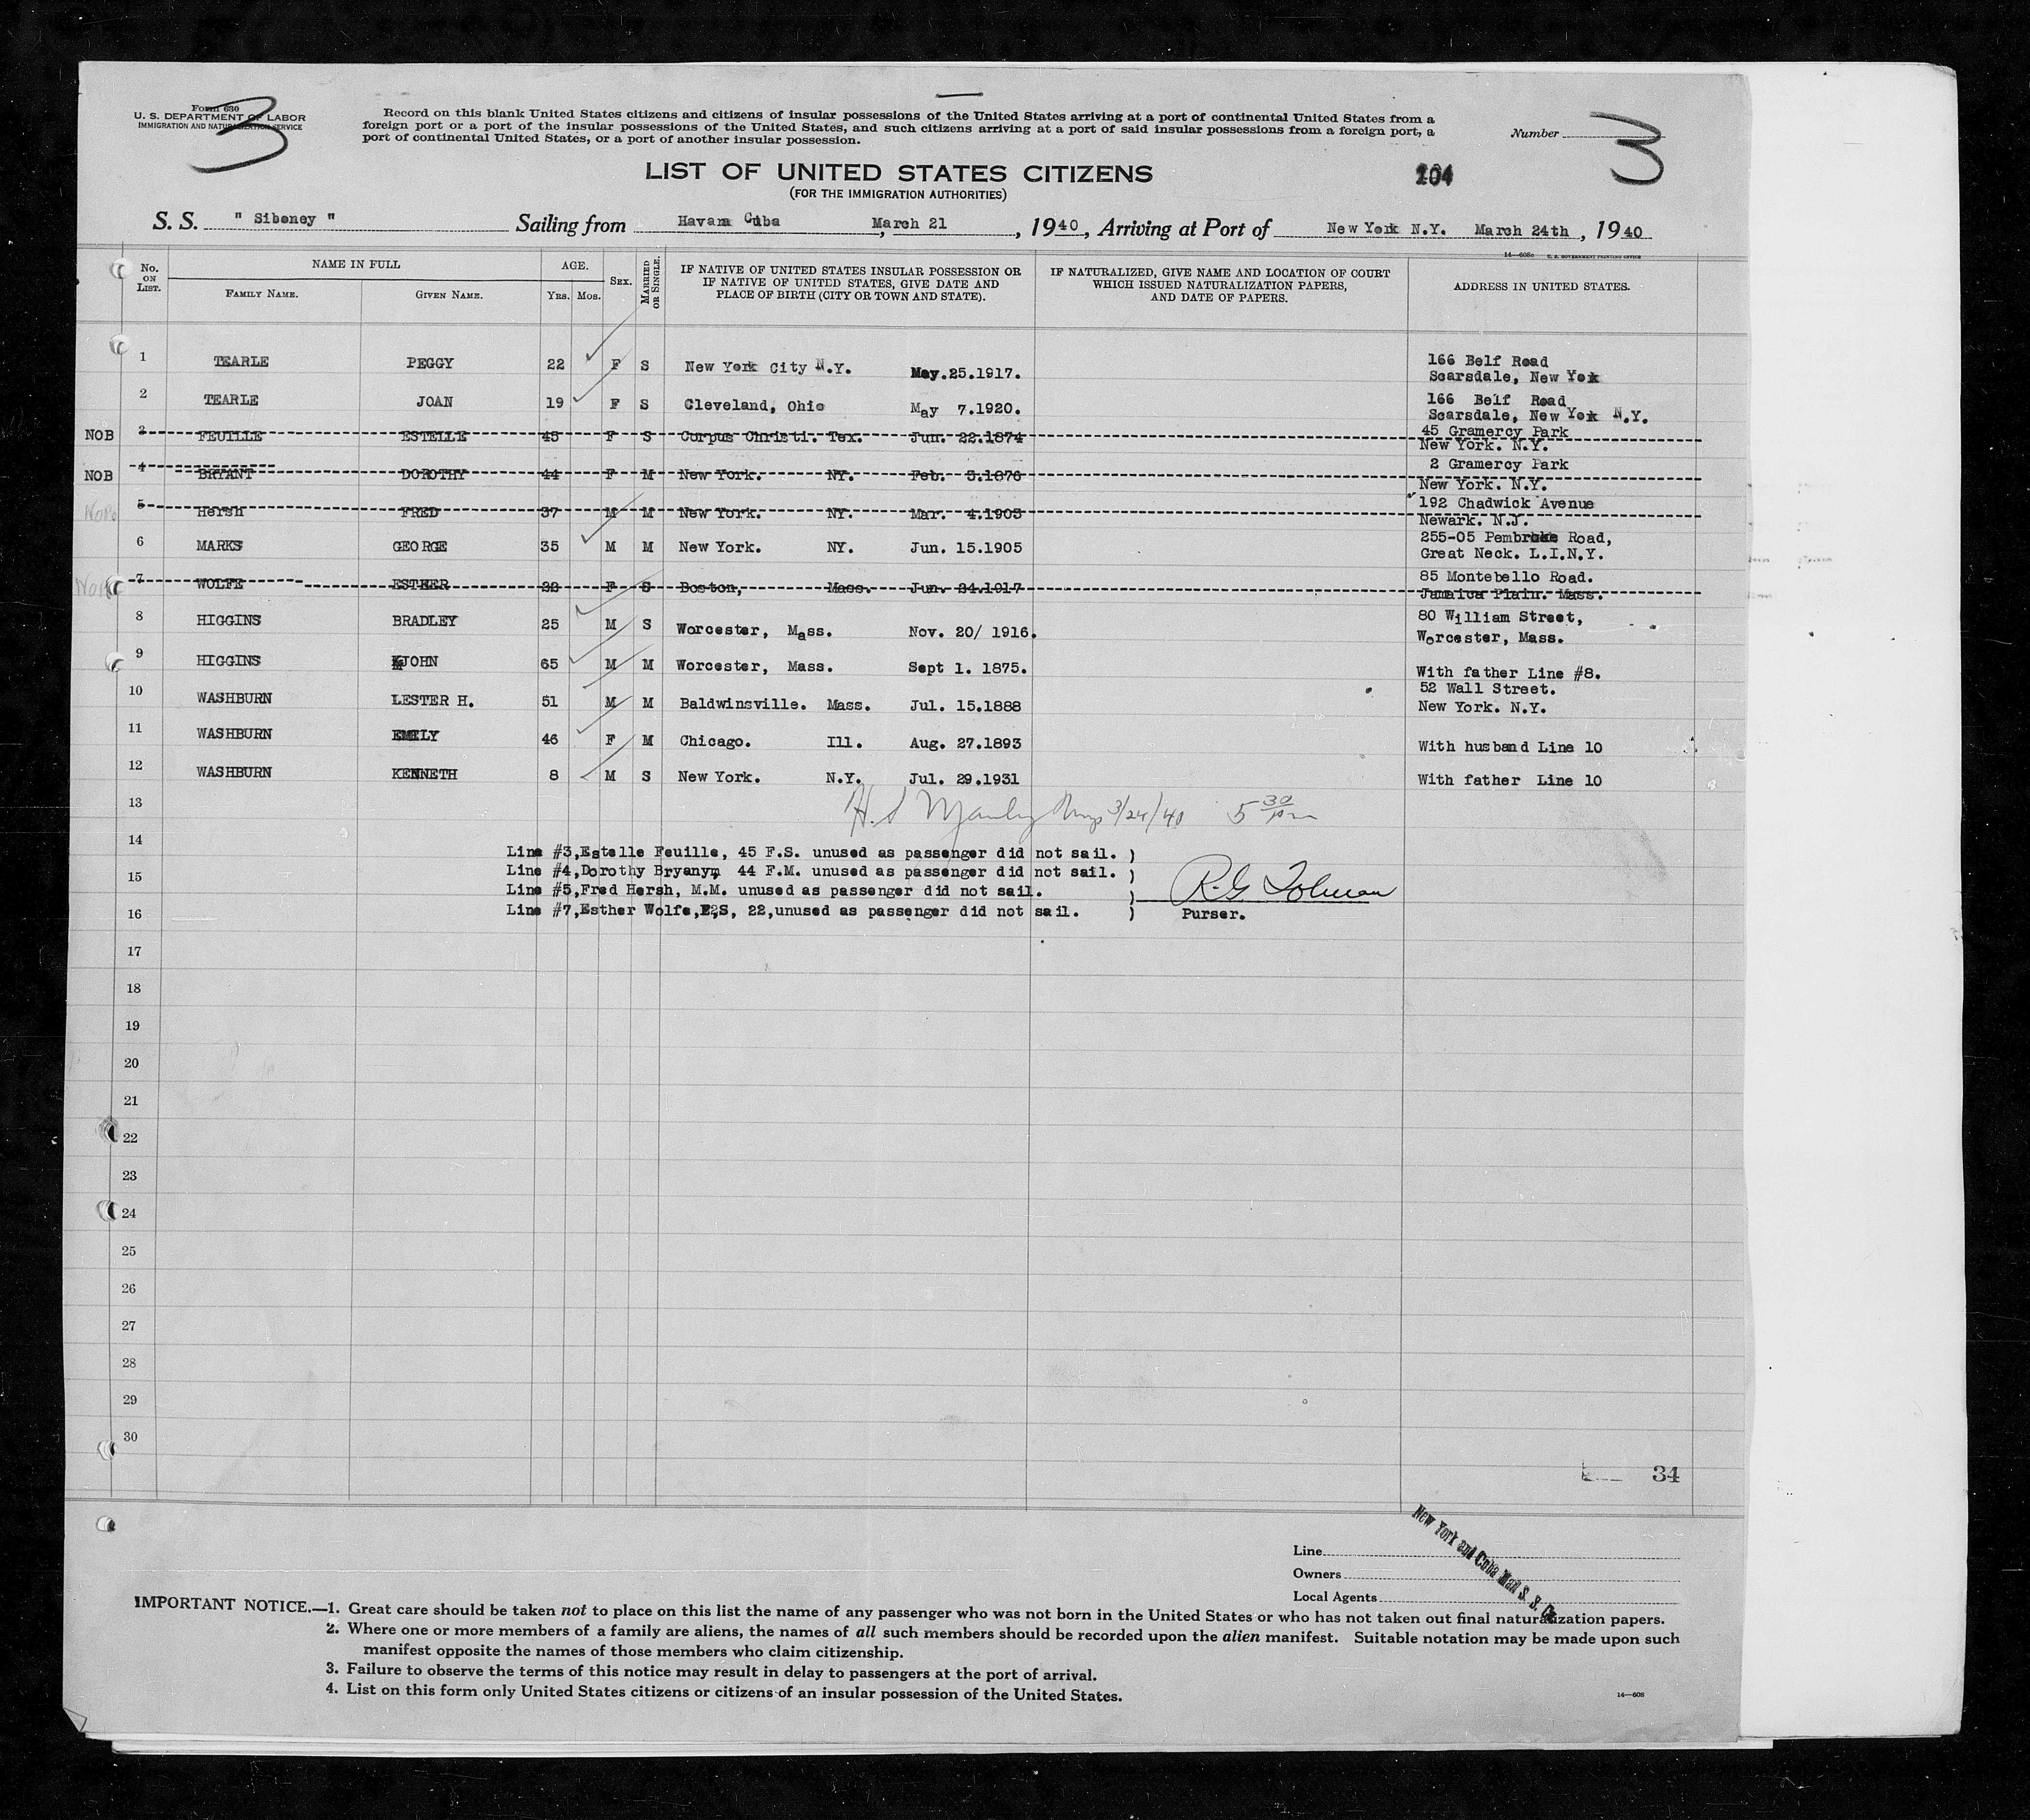 Form 630
U. S. DEPARTMENT OF LABOR
IMMIGRATION AND NATURALIZATION SERVICE
3
Record on this blank United States citizens and citizens of insular possessions of the United States arriving at a port of continental United States from a
foreign port or a port of the insular possessions of the United States, and such citizens arriving at a port of said insular possessions from a foreign port, a
port of continental United States, or a port of another insular possession.
Number 3
LIST OF UNITED STATES CITIZENS
(FOR THE IMMIGRATION AUTHORITIES)
104
S. S. " Siboney " Sailing from Havana Cuba, March 21, 1940, Arriving at Port of New York N.Y. March 24th, 1940
14—608c U. S. GOVERNMENT PRINTING OFFICE
No. ON LIST. NAME IN FULL FAMILY NAME. GIVEN NAME. AGE. YRS. MOS. SEX. MARRIED OR SINGLE. IF NATIVE OF UNITED STATES INSULAR POSSESSION OR IF NATIVE OF UNITED STATES, GIVE DATE AND PLACE OF BIRTH (CITY OR TOWN AND STATE). IF NATURALIZED, GIVE NAME AND LOCATION OF COURT WHICH ISSUED NATURALIZATION PAPERS, AND DATE OF PAPERS. ADDRESS IN UNITED STATES.
1 TEARLE PEGGY 22 F S New York City N.Y. May.25.1917. 166 Belf Road
Scarsdale, New York
2 TEARLE JOAN 19 F S Cleveland, Ohio May 7.1920. 166 Belf Road
Scarsdale, New York N.Y.
NOB 3 FEUILLE ESTELLE 45 F S Corpus Christi. Tex. Jun. 22.1874 45 Gramercy Park
New York. N.Y.
NOB 4 BRYANT DOROTHY 44 F M New York. NY. Feb. 3.1876 2 Gramercy Park
New York. N.Y.
5 Hersh FRED 37 M M New York. NY. Mar. 4.1903 192 Chadwick Avenue
Newark. N.J.
6 MARKS GEORGE 35 M M New York. NY. Jun. 15.1905 255-05 Pembroke Road,
Great Neck. L.I.N.Y.
7 WOLFE ESTHER 22 F S Boston, Mass. Jun. 24.1917 85 Montebello Road.
Jamaica Plain. Mass.
8 HIGGINS BRADLEY 25 M S Worcester, Mass. Nov. 20/ 1916. 80 William Street,
Worcester, Mass.
9 HIGGINS JOHN 65 M M Worcester, Mass. Sept 1. 1875. With father Line #8.
10 WASHBURN LESTER H. 51 M M Baldwinsville. Mass. Jul. 15.1888 52 Wall Street.
New York. N.Y.
11 WASHBURN EMILY 46 F M Chicago. Ill. Aug. 27.1893 With husband Line 10
12 WASHBURN KENNETH 8 M S New York. N.Y. Jul. 29.1931 With father Line 10
13 H. S Manley 3/24/40 5 30 pm
14
Line #3,Estelle Feuille, 45 F.S. unused as passenger did not sail. )
Line #4,Dorothy Bryany, 44 F.M. unused as passenger did not sail. )
15
Line #5,Fred Hersh, M.M. unused as passenger did not sail. ) R.G. Tolman
16 Line #7,Esther Wolfe, S, 22,unused as passenger did not sail. ) Purser.
17
18
19
20
21
22
23
24
25
26
27
28
29
30
34
Line
Owners
Local Agents
New York and Cuba Mail S. S. Co.
IMPORTANT NOTICE.—1. Great care should be taken not to place on this list the name of any passenger who was not born in the United States or who has not taken out final naturalization papers.
2. Where one or more members of a family are aliens, the names of all such members should be recorded upon the alien manifest. Suitable notation may be made upon such
manifest opposite the names of those members who claim citizenship.
3. Failure to observe the terms of this notice may result in delay to passengers at the port of arrival.
4. List on this form only United States citizens or citizens of an insular possession of the United States.
14—608